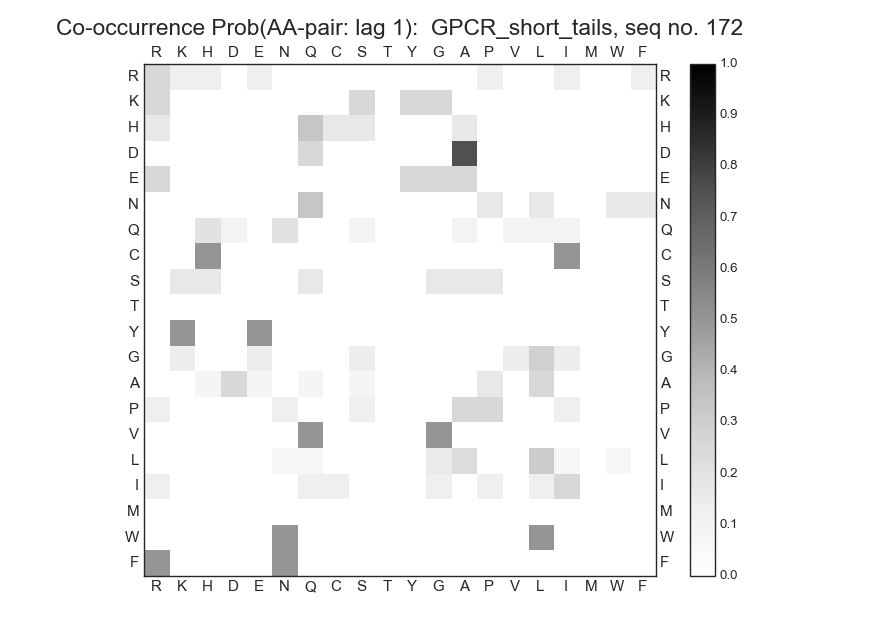 Co-occurrence Prob(AA-pair: lag 1):  GPCR_short_tails, seq no. 172
R K H D E N Q C S T Y G A P V L I M W F
R R 1.0
K K 0.9
H H
D D 0.8
E E
N N 0.7
Q Q
C C 0.6
S S
T T 0.5
Y Y
G G 0.4
A A
P P 0.3
V V
L L 0.2
I I
M M 0.1
W W
F F 0.0
R K H D E N Q C S T Y G A P V L I M W F